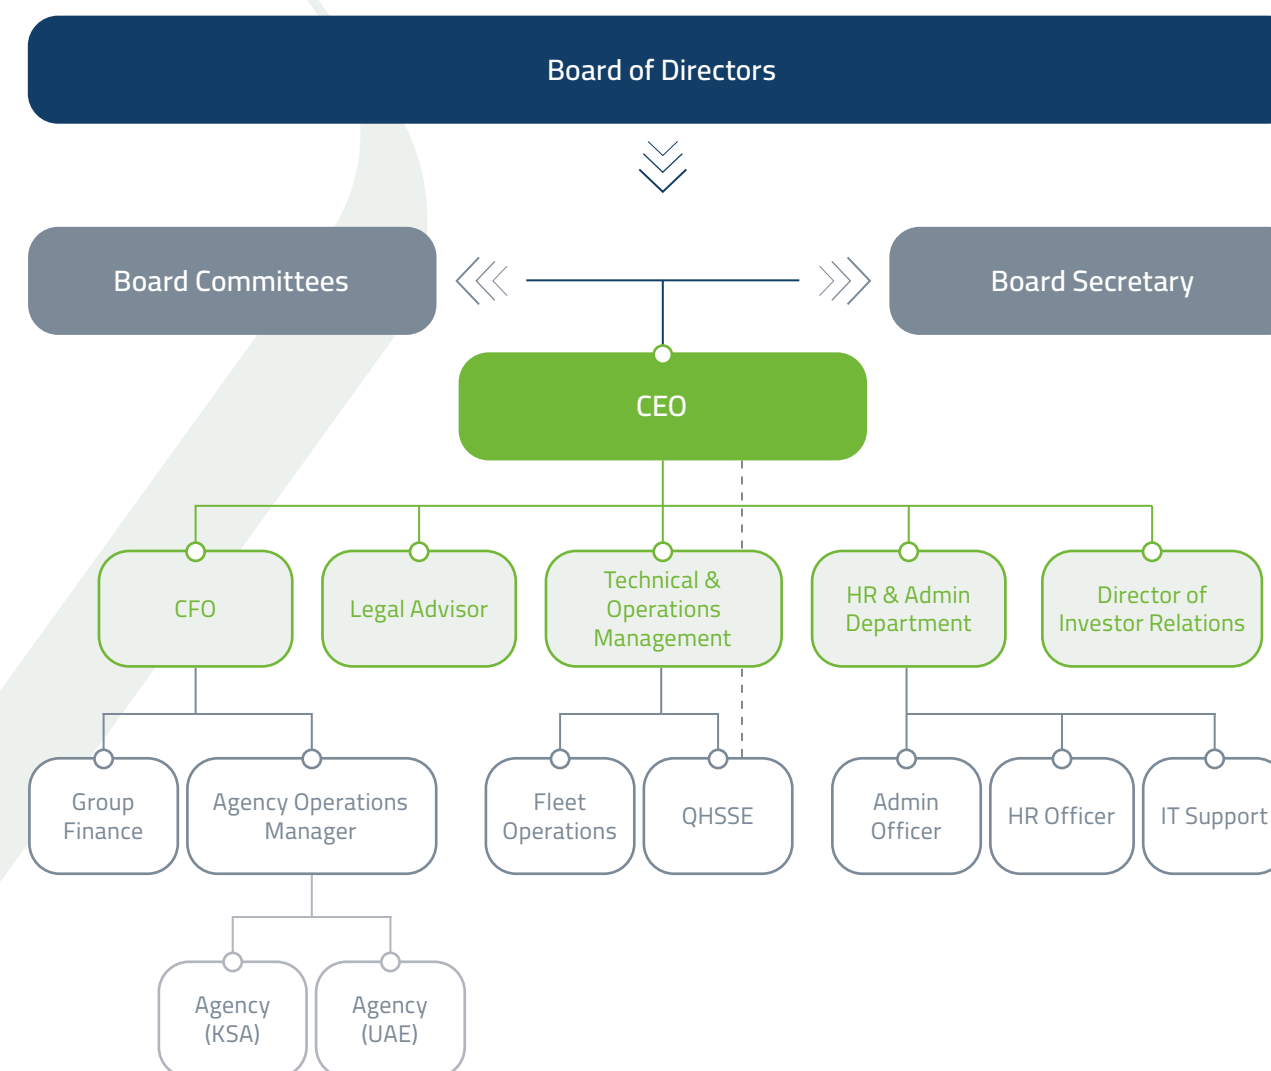 Board of Directors
Board Committees
Board Secretary
CEO
CFO
Legal Advisor
Technical &
Operations
Management
HR & Admin
Department
Director of
Investor Relations
Group
Finance
Agency Operations
Manager
Fleet
Operations
QHSSE
Admin
Officer
HR Officer
IT Support
Agency
(KSA)
Agency
(UAE)